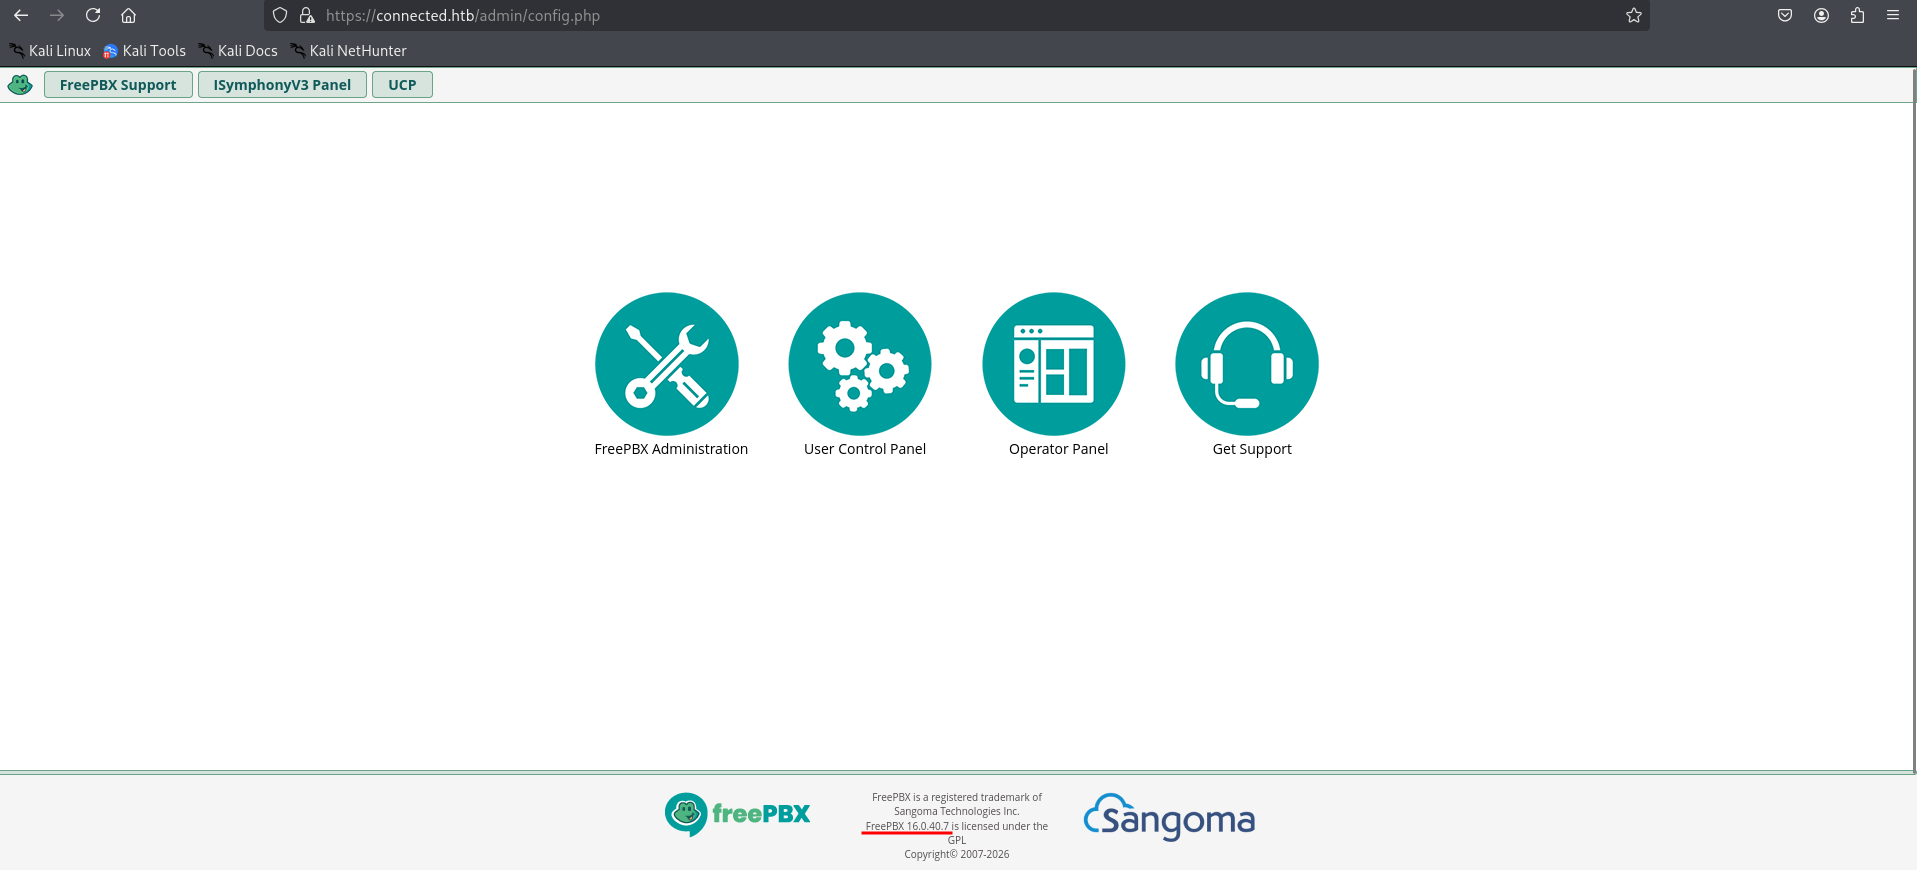 https://connected.htb/admin/config.php
Kali Linux Kali Tools Kali Docs Kali NetHunter
FreePBX Support ISymphonyV3 Panel UCP
FreePBX Administration User Control Panel Operator Panel Get Support
freePBX
FreePBX is a registered trademark of
Sangoma Technologies Inc.
FreePBX 16.0.40.7 is licensed under the
GPL
Copyright© 2007-2026
Sangoma